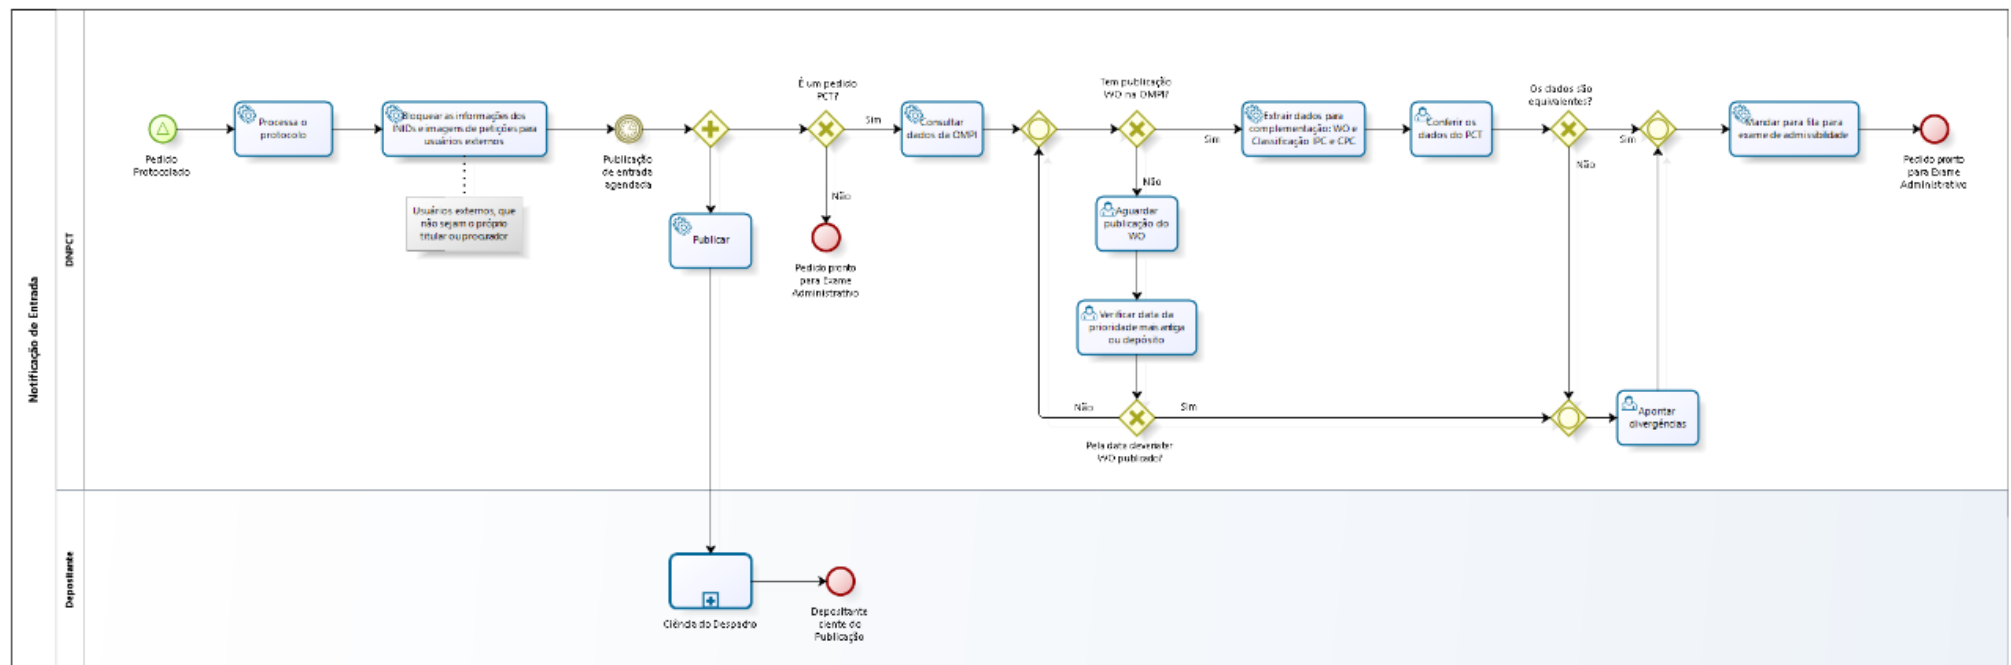 Notificação de Entrada
DNPCT
Pedido
Protocolado
Processa o
protocolo
Bloquear as informações dos
INIDs e imagens de petições para
usuários externos
Usuários externos, que
não sejam o próprio
titular ou procurador
Publicação
de entrada
agendada
Publicar
É um pedido
PCT?
Sim
Não
Pedido pronto
para Exame
Administrativo
Consultar
dados da OMPI
Tem publicação
WO na OMPI?
Sim
Não
Aguardar
publicação do
WO
Verificar data da
prioridade mais antiga
ou depósito
Não
Sim
Pela data deveria ter
WO publicado?
Extrair dados para
complementação: WO e
Classificação IPC e CPC
Conferir os
dados do PCT
Os dados são
equivalentes?
Sim
Não
Apontar
divergências
Mandar para fila para
exame de admissibilidade
Pedido pronto
para Exame
Administrativo
Depositante
Ciência do Despacho
Depositante
ciente do
Publicação